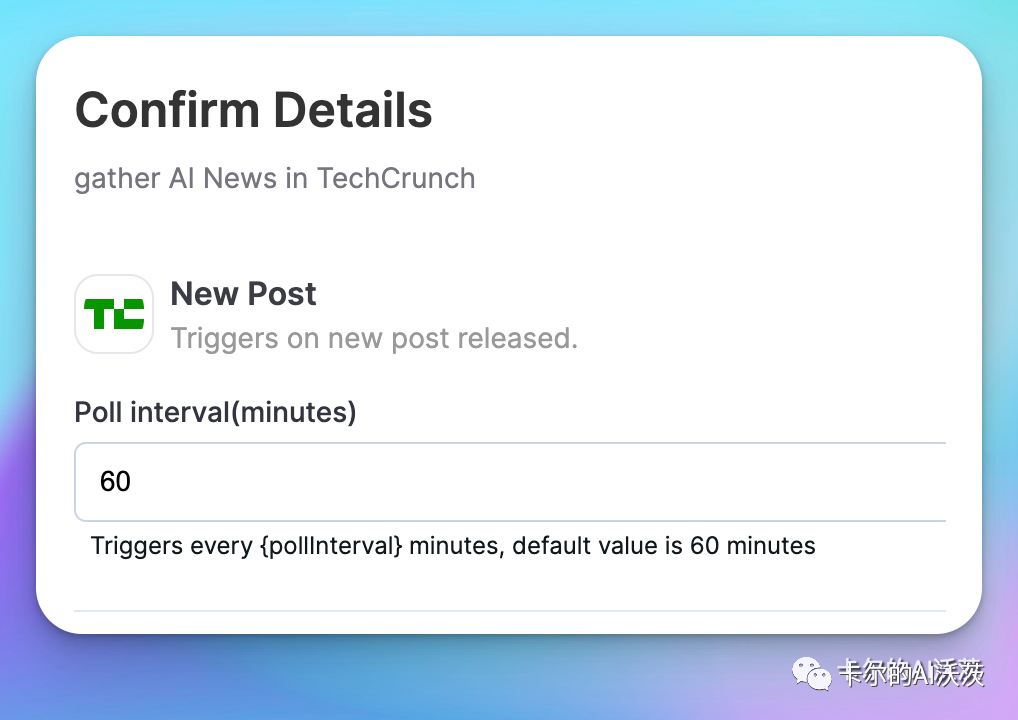 Confirm Details
gather AI News in TechCrunch
TC
New Post
Triggers on new post released.
Poll interval(minutes)
60
Triggers every {pollInterval} minutes, default value is 60 minutes
卡尔的AI沃茨